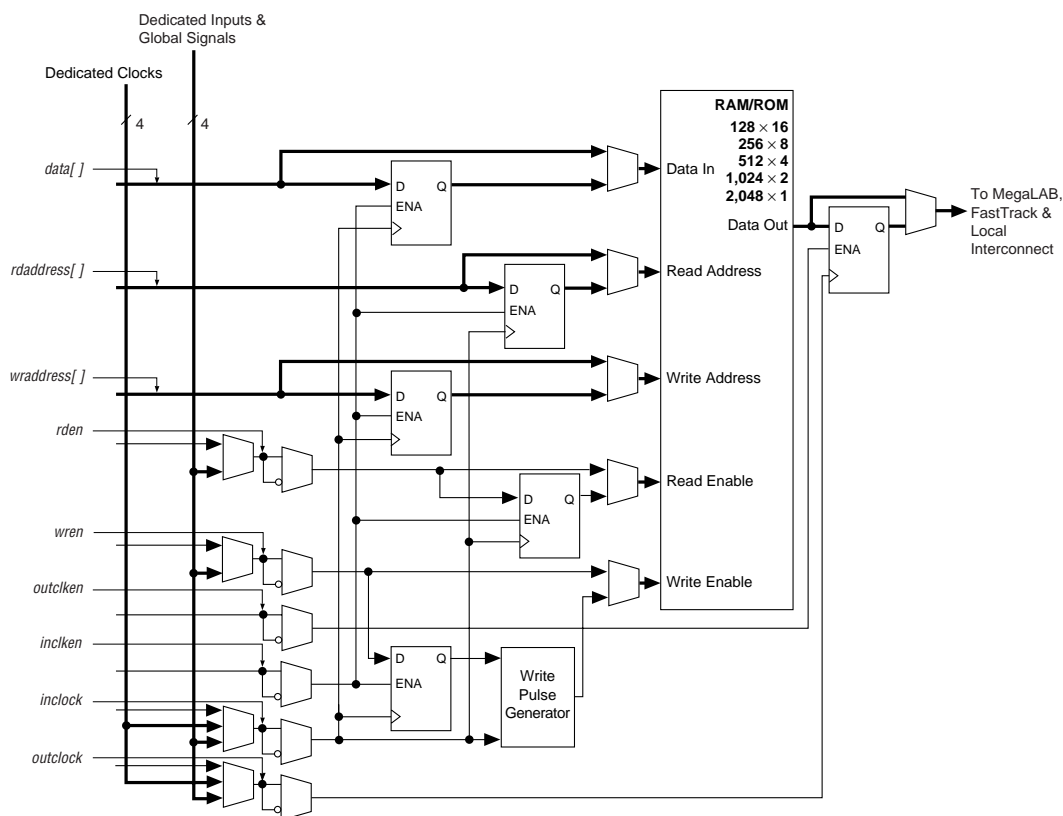 Dedicated Inputs &
Global Signals
Dedicated Clocks
4
4
RAM/ROM
128 × 16
256 × 8
512 × 4
1,024 × 2
2,048 × 1
data[ ]
D Q
ENA
Data In
To MegaLAB,
FastTrack &
Local
Interconnect
Data Out
D Q
ENA
rdaddress[ ]
Read Address
D Q
ENA
wraddress[ ]
Write Address
D Q
ENA
rden
Read Enable
D Q
ENA
wren
Write Enable
outclken
inclken
D Q
ENA
Write
Pulse
Generator
inclock
outclock